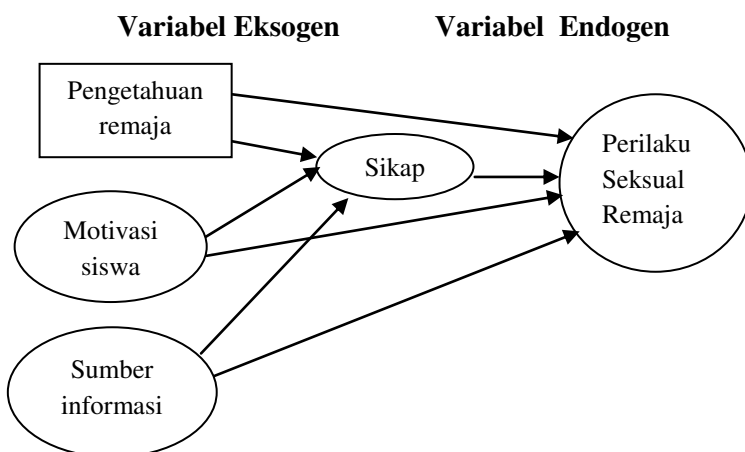 Variabel Eksogen
Variabel Endogen
Pengetahuan
remaja
Sikap
Perilaku
Seksual
Remaja
Motivasi
siswa
Sumber
informasi